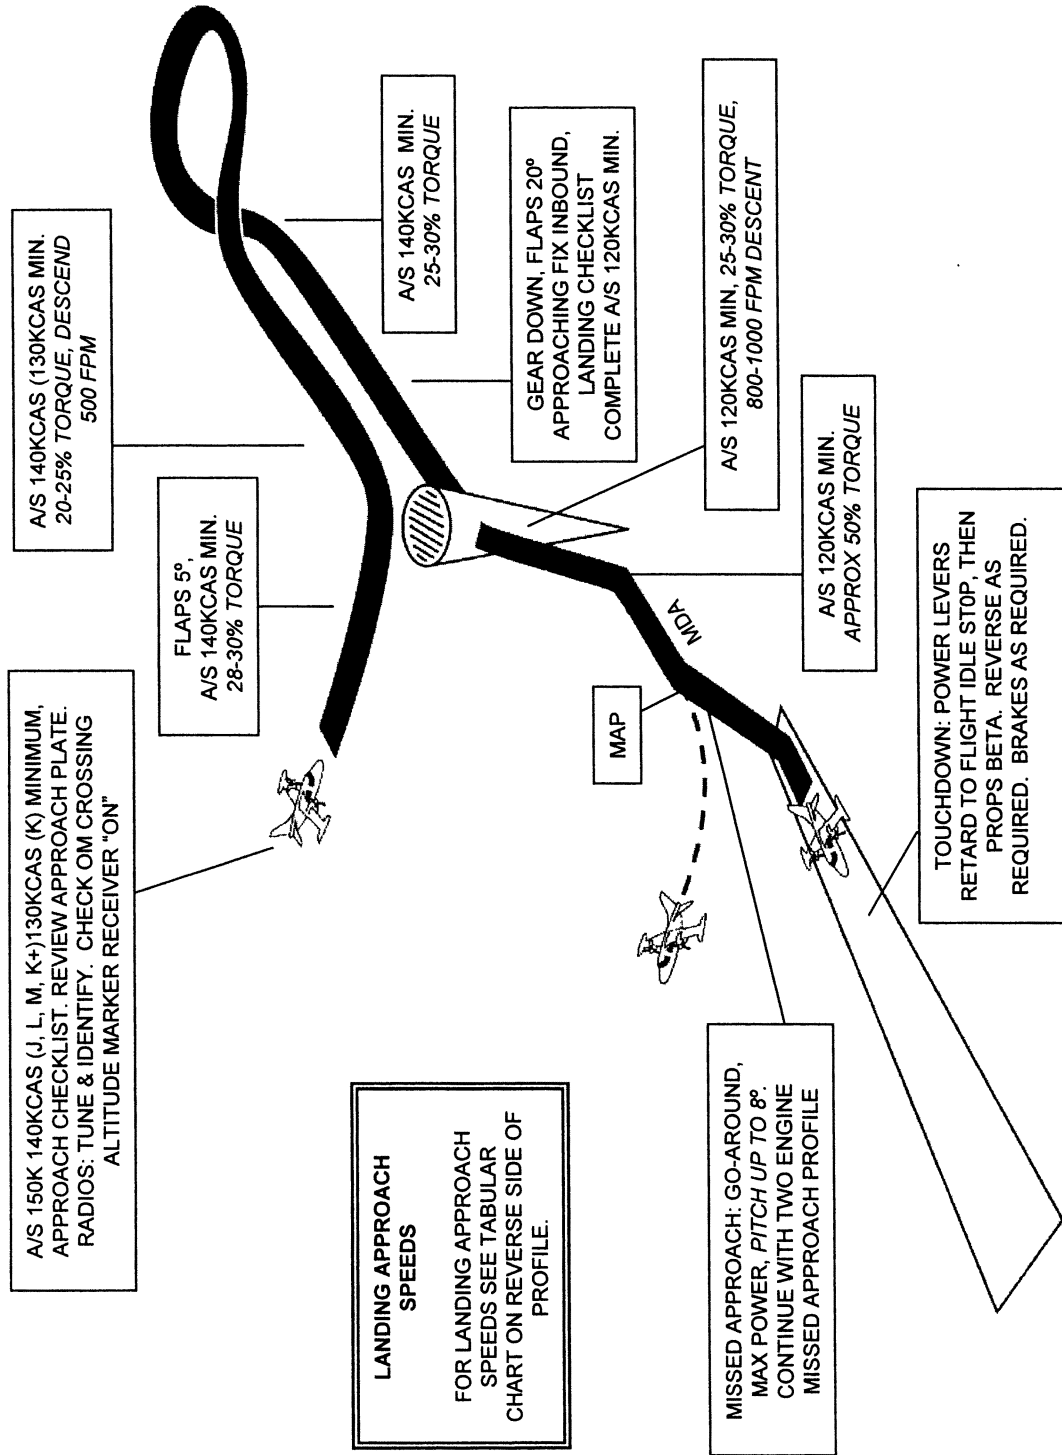 A/S 150K 140KCAS (J, L, M, K+)130KCAS (K) MINIMUM,
APPROACH CHECKLIST. REVIEW APPROACH PLATE.
RADIOS: TUNE & IDENTIFY. CHECK OM CROSSING
ALTITUDE MARKER RECEIVER "ON"
FLAPS 5º,
A/S 140KCAS MIN.
28-30% TORQUE
A/S 140KCAS (130KCAS MIN.
20-25% TORQUE, DESCEND
500 FPM
A/S 140KCAS MIN.
25-30% TORQUE
GEAR DOWN, FLAPS 20º
APPROACHING FIX INBOUND,
LANDING CHECKLIST
COMPLETE A/S 120KCAS MIN.
A/S 120KCAS MIN, 25-30% TORQUE,
800-1000 FPM DESCENT
A/S 120KCAS MIN.
APPROX 50% TORQUE
MDA
MAP
LANDING APPROACH
SPEEDS
FOR LANDING APPROACH
SPEEDS SEE TABULAR
CHART ON REVERSE SIDE OF
PROFILE.
MISSED APPROACH: GO-AROUND,
MAX POWER, PITCH UP TO 8º.
CONTINUE WITH TWO ENGINE
MISSED APPROACH PROFILE
TOUCHDOWN: POWER LEVERS
RETARD TO FLIGHT IDLE STOP, THEN
PROPS BETA. REVERSE AS
REQUIRED. BRAKES AS REQUIRED.